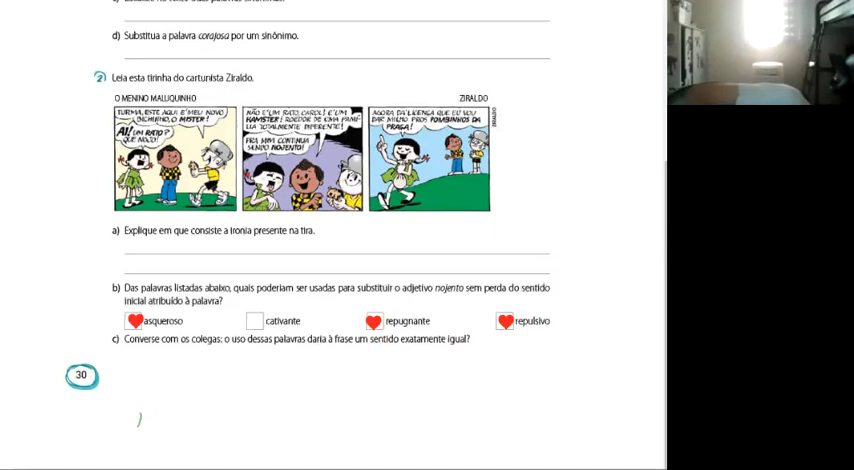 d) Substitua a palavra corajosa por um sinônimo.
2 Leia esta tirinha do cartunista Ziraldo.
O MENINO MALUQUINHO
ZIRALDO
TURMA, ESTE AQUI É MEU NOVO
BICHINHO, O MISTER!
AI! UM RATO?
QUE NOJO!
NÃO É UM RATO, CAROL! É UM
HAMSTER! ROEDOR DE UMA FAMÍ-
LIA TOTALMENTE DIFERENTE!
PRA MIM CONTINUA
SENDO NOJENTO!
AGORA DÁ LICENÇA QUE EU VOU
DAR MILHO PROS POMBINHOS DA
PRAÇA!
ZIRALDO
a) Explique em que consiste a ironia presente na tira.
b) Das palavras listadas abaixo, quais poderiam ser usadas para substituir o adjetivo nojento sem perda do sentido
inicial atribuído à palavra?
asqueroso cativante repugnante repulsivo
c) Converse com os colegas: o uso dessas palavras daria à frase um sentido exatamente igual?
30